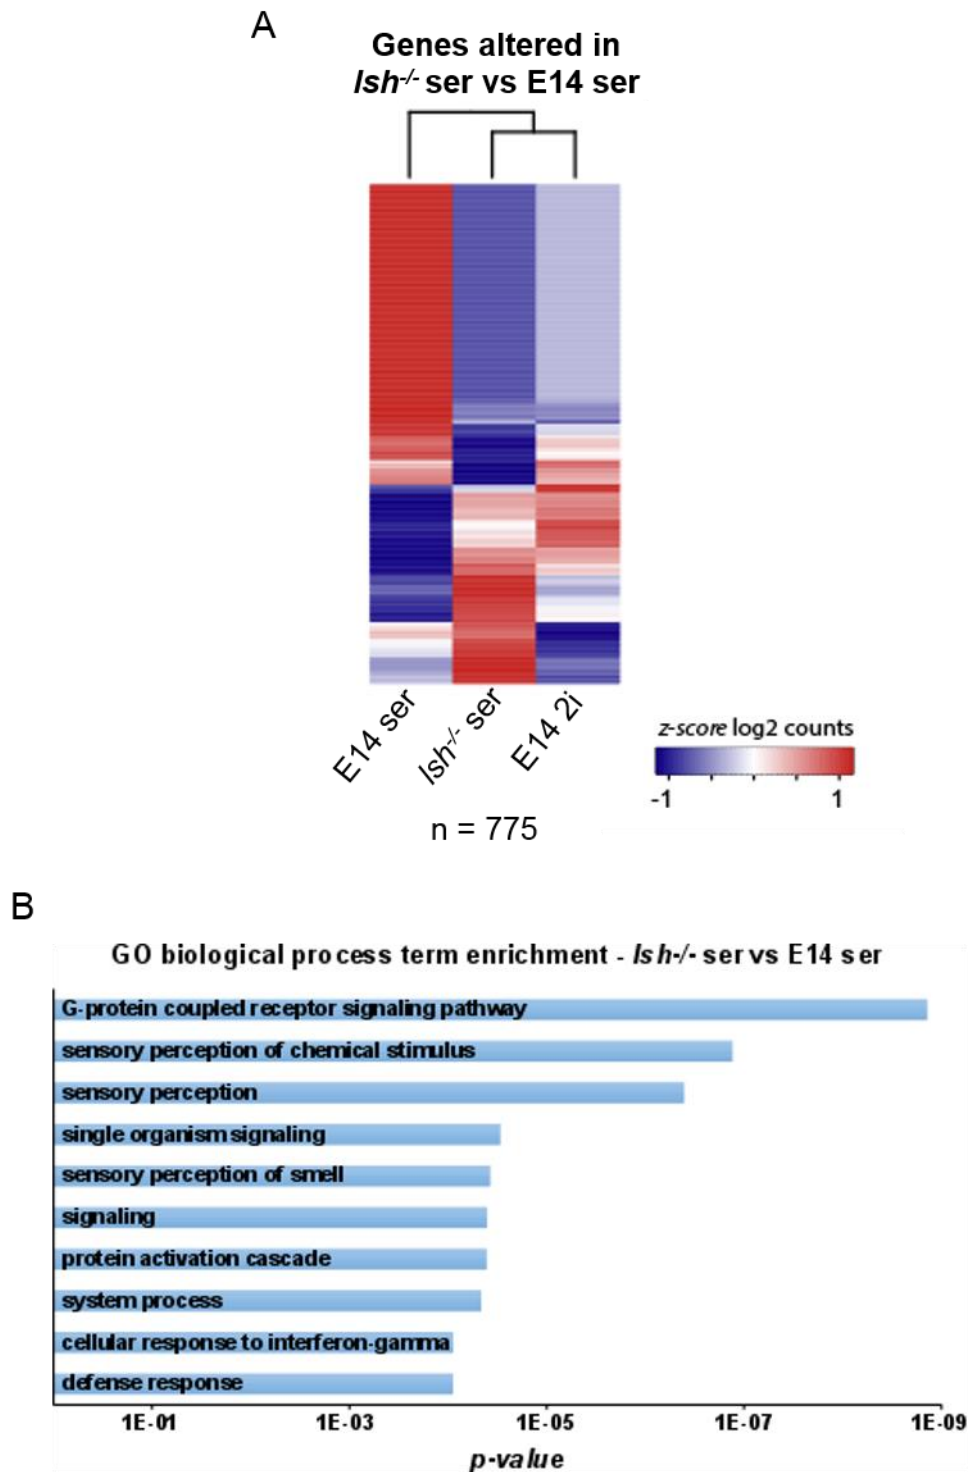 A
Genes altered in
lsh-/- ser vs E14 ser
E14 ser
lsh-/- ser
E14 2i
z-score log2 counts
-1
1
n = 775
B
GO biological process term enrichment - lsh-/- ser vs E14 ser
G-protein coupled receptor signaling pathway
sensory perception of chemical stimulus
sensory perception
single organism signaling
sensory perception of smell
signaling
protein activation cascade
system process
cellular response to interferon-gamma
defense response
1E-01 1E-03 1E-05 1E-07 1E-09
p-value